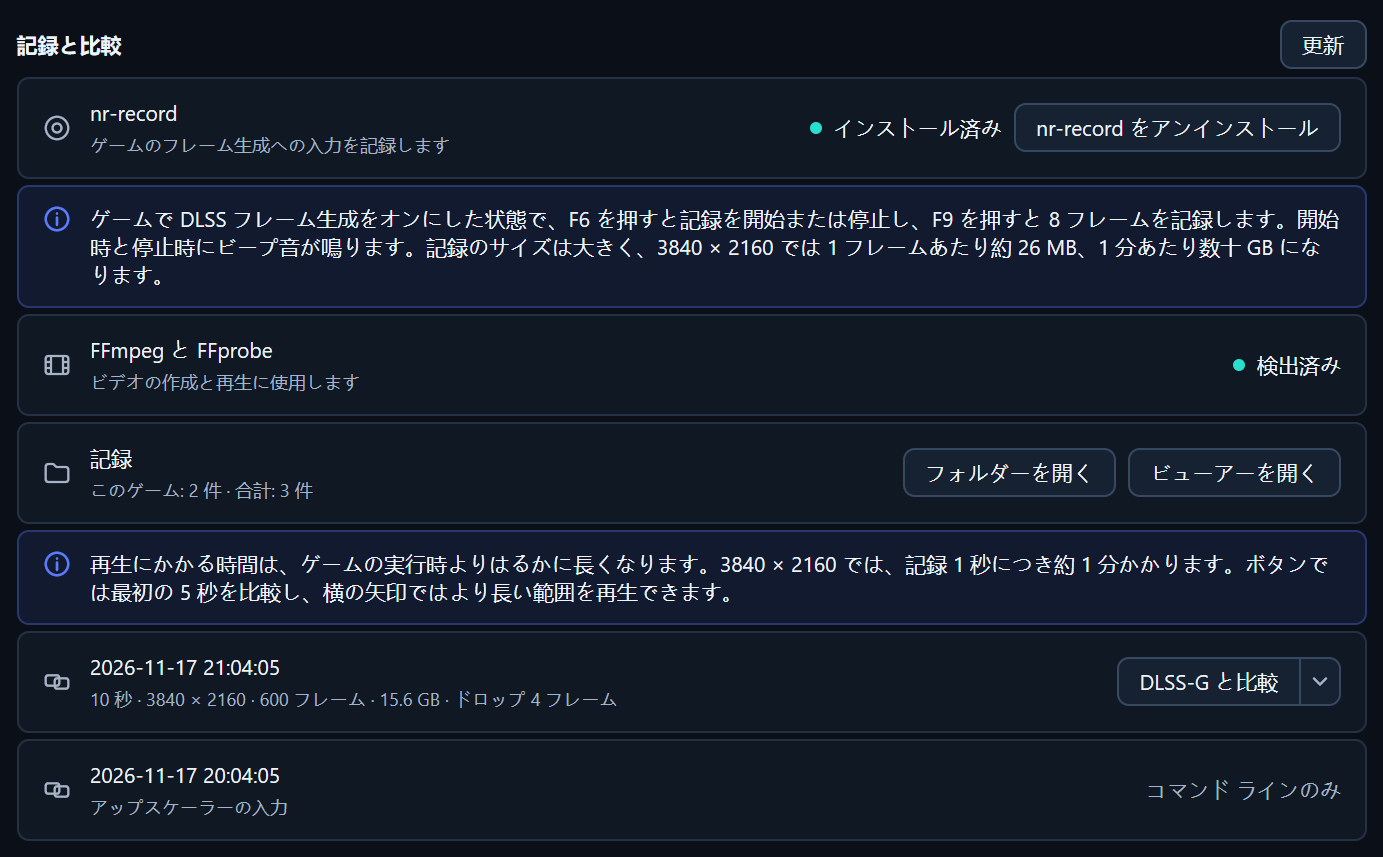 記録と比較
更新
nr-record
ゲームのフレーム生成への入力を記録します
インストール済み
nr-record をアンインストール
ゲームで DLSS フレーム生成をオンにした状態で、F6 を押すと記録を開始または停止し、F9 を押すと 8 フレームを記録します。開始
時と停止時にビープ音が鳴ります。記録のサイズは大きく、3840 × 2160 では 1 フレームあたり約 26 MB、1 分あたり数十 GB にな
ります。
FFmpeg と FFprobe
ビデオの作成と再生に使用します
検出済み
記録
このゲーム: 2 件 · 合計: 3 件
フォルダーを開く
ビューアーを開く
再生にかかる時間は、ゲームの実行時よりはるかに長くなります。3840 × 2160 では、記録 1 秒につき約 1 分かかります。ボタンで
は最初の 5 秒を比較し、横の矢印ではより長い範囲を再生できます。
2026-11-17 21:04:05
10 秒 · 3840 × 2160 · 600 フレーム · 15.6 GB · ドロップ 4 フレーム
DLSS-G と比較
2026-11-17 20:04:05
アップスケーラーの入力
コマンド ラインのみ